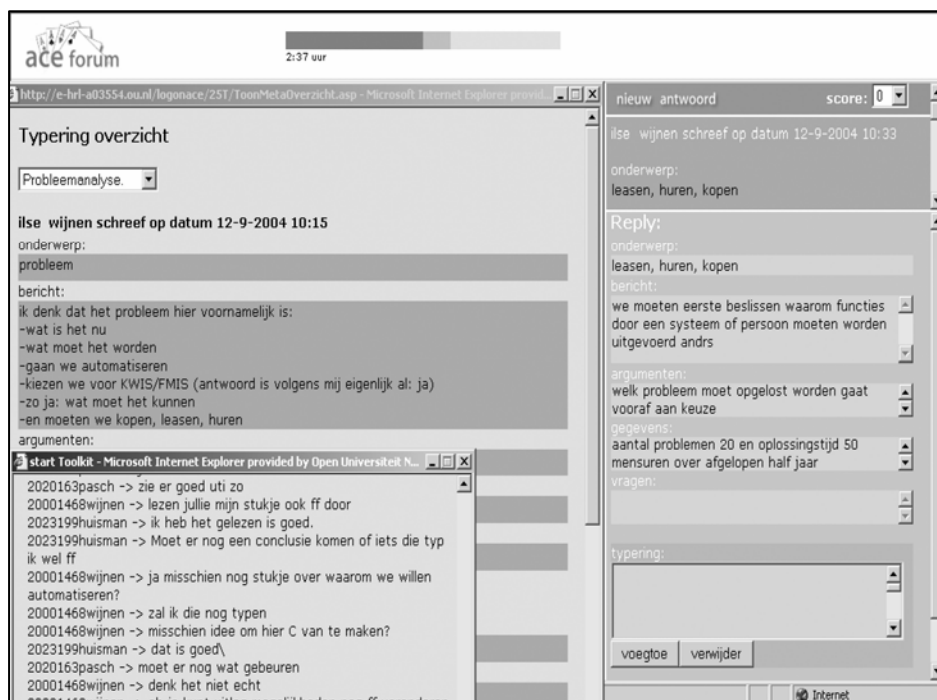 ace forum
2:37 uur
http://e-hrl-a03554.ou.nl/logonace/25T/ToonMetaOverzicht.asp - Microsoft Internet Explorer provid...
Typering overzicht
Probleemanalyse.
ilse wijnen schreef op datum 12-9-2004 10:15
onderwerp:
probleem
bericht:
ik denk dat het probleem hier voornamelijk is:
-wat is het nu
-wat moet het worden
-gaan we automatiseren
-kiezen we voor KWIS/FMIS (antwoord is volgens mij eigenlijk al: ja)
-zo ja: wat moet het kunnen
-en moeten we kopen, leasen, huren
argumenten:
start Toolkit - Microsoft Internet Explorer provided by Open Universiteit N...
2020163pasch -> zie er goed uti zo
20001468wijnen -> lezen jullie mijn stukje ook ff door
2023199huisman -> ik heb het gelezen is goed.
2023199huisman -> Moet er nog een conclusie komen of iets die typ
ik wel ff
20001468wijnen -> ja misschien nog stukje over waarom we willen
automatiseren?
20001468wijnen -> zal ik die nog typen
20001468wijnen -> misschien idee om hier C van te maken?
2023199huisman -> dat is goed\
2020163pasch -> moet er nog wat gebeuren
20001468wijnen -> denk het niet echt
nieuw antwoord
score: 0
ilse wijnen schreef op datum 12-9-2004 10:33
onderwerp:
leasen, huren, kopen
Reply:
onderwerp:
leasen, huren, kopen
bericht:
we moeten eerste beslissen waarom functies
door een systeem of persoon moeten worden
uitgevoerd andrs
argumenten:
welk probleem moet opgelost worden gaat
vooraf aan keuze
gegevens:
aantal problemen 20 en oplossingstijd 50
mensuren over afgelopen half jaar
vragen:
typering:
voegtoe
verwijder
Internet